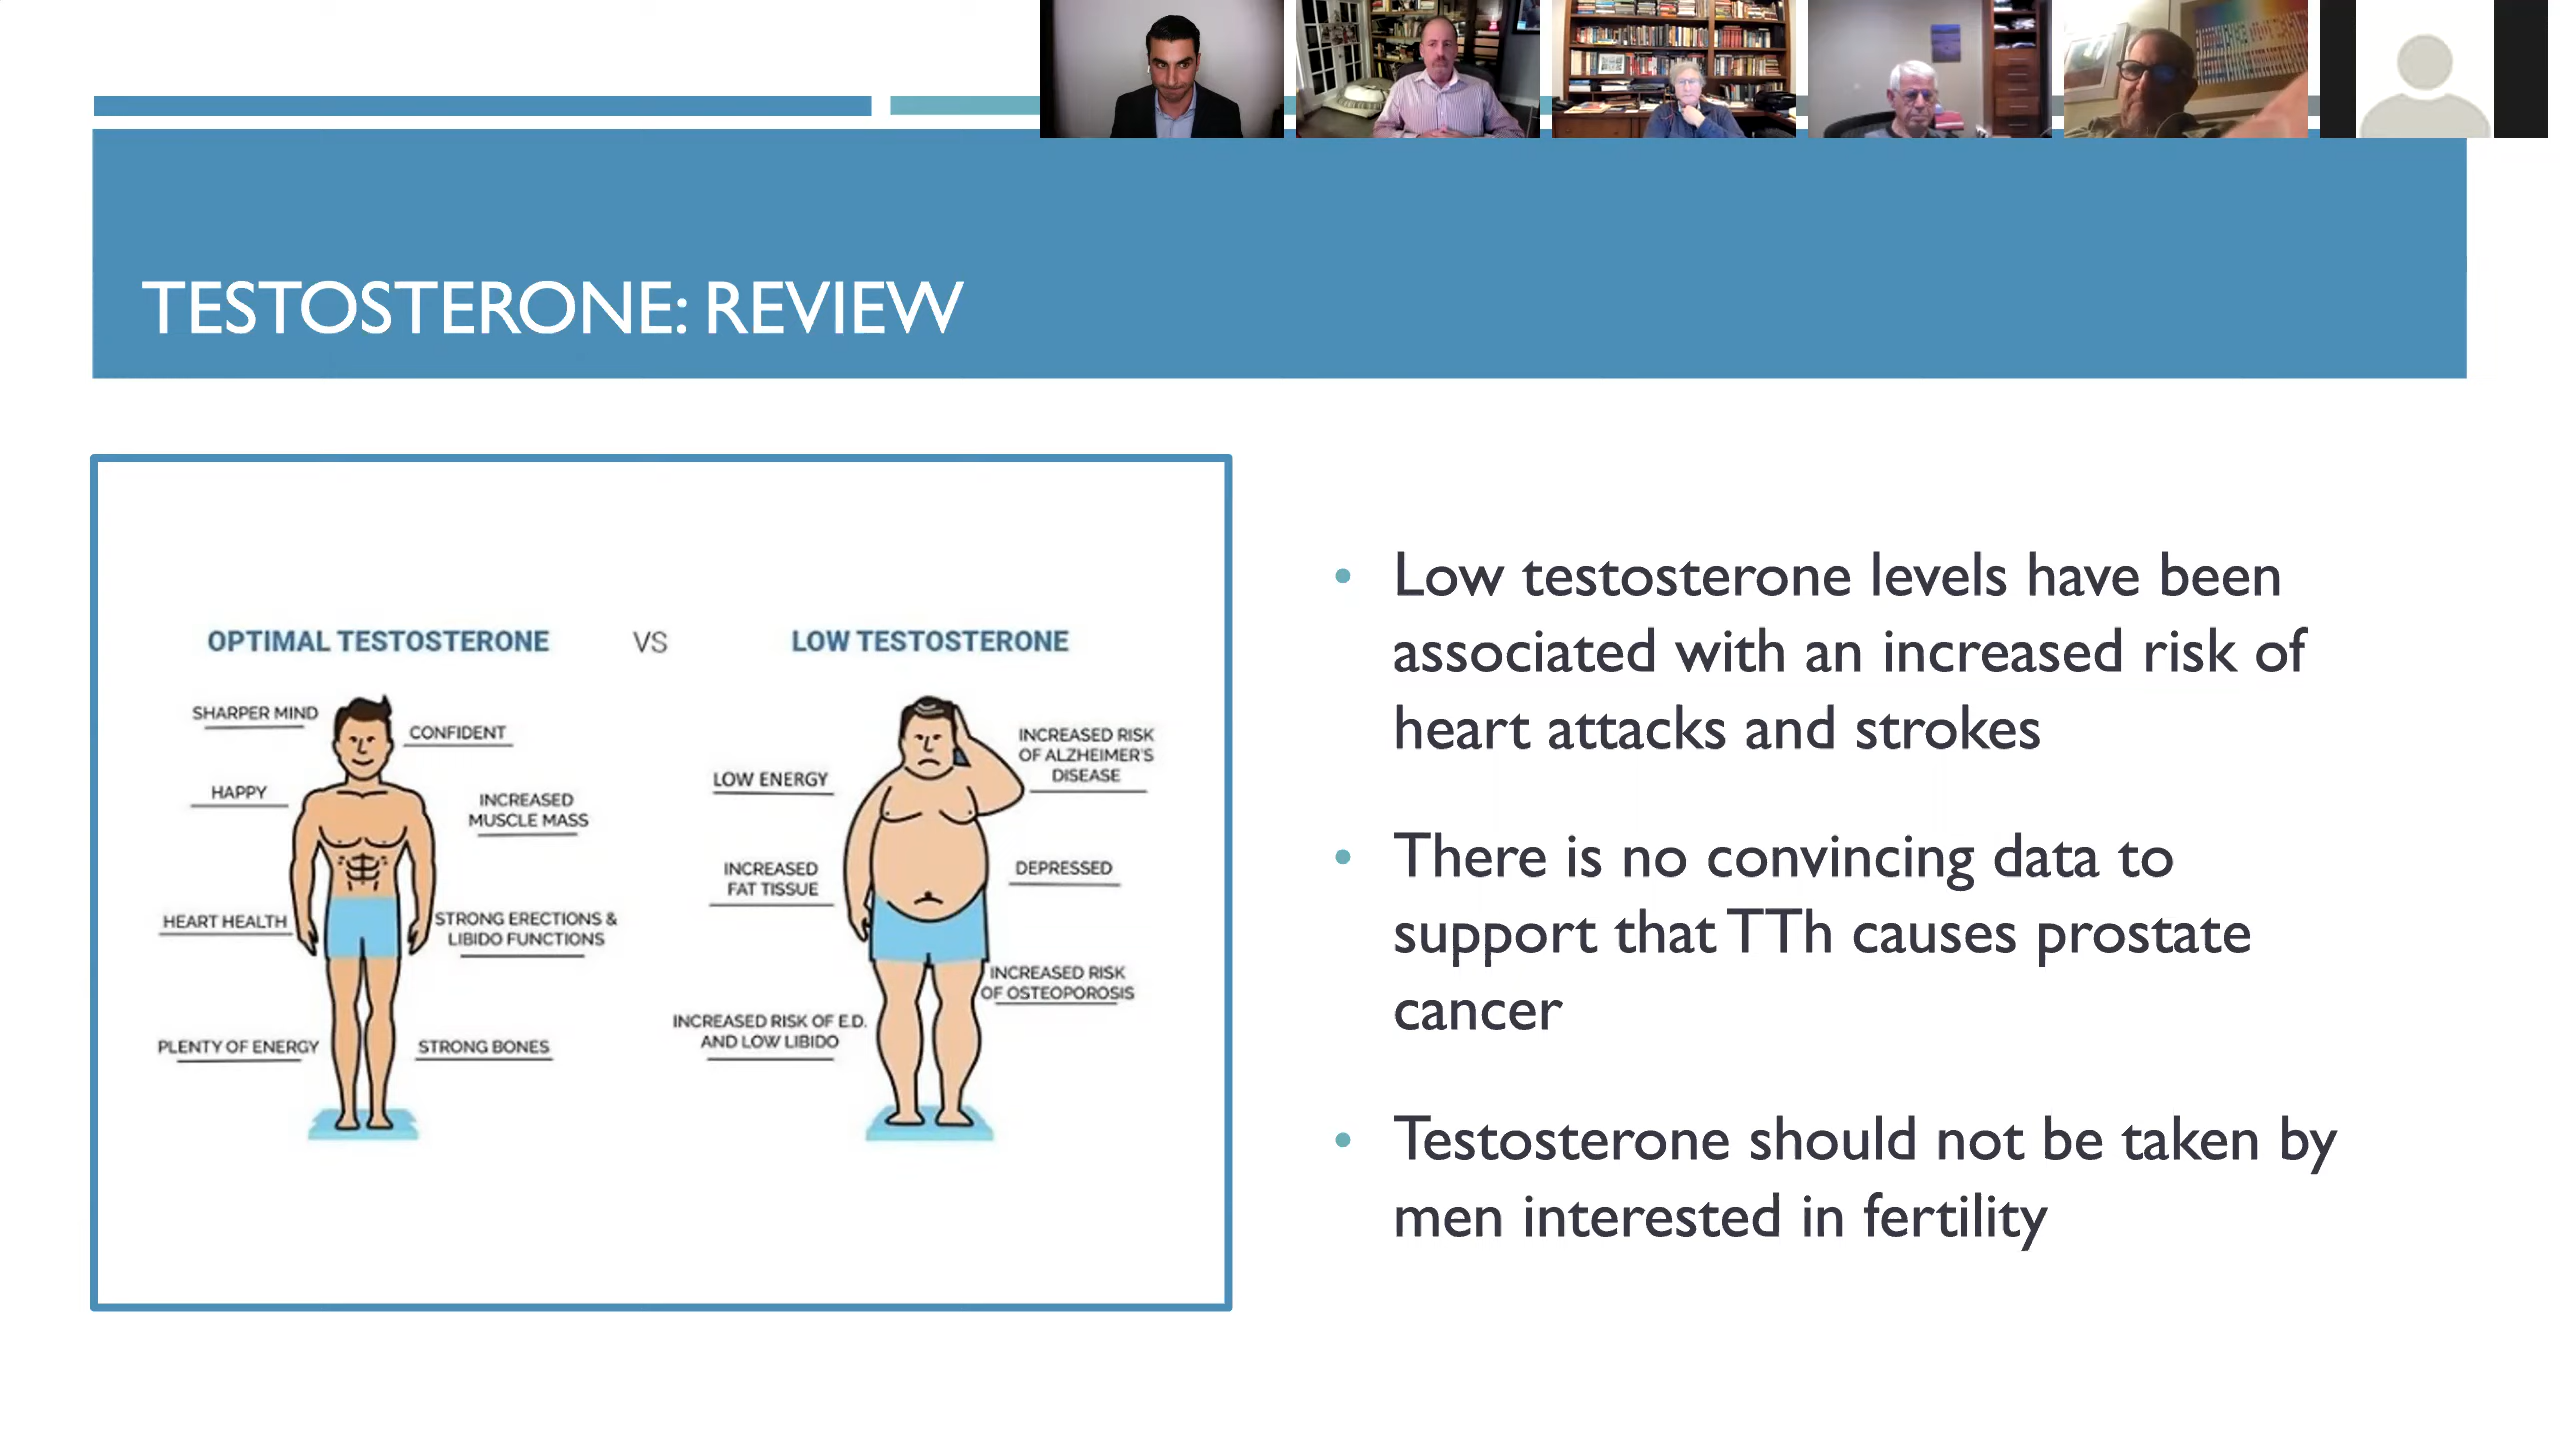 TESTOSTERONE: REVIEW
OPTIMAL TESTOSTERONE VS LOW TESTOSTERONE
SHARPER MIND
CONFIDENT
HAPPY
INCREASED
MUSCLE MASS
HEART HEALTH
STRONG ERECTIONS &
LIBIDO FUNCTIONS
PLENTY OF ENERGY
STRONG BONES
INCREASED RISK
OF ALZHEIMER'S
DISEASE
LOW ENERGY
INCREASED
FAT TISSUE
DEPRESSED
INCREASED RISK
OF OSTEOPOROSIS
INCREASED RISK OF E.D.
AND LOW LIBIDO
• Low testosterone levels have been
associated with an increased risk of
heart attacks and strokes
• There is no convincing data to
support that TTh causes prostate
cancer
• Testosterone should not be taken by
men interested in fertility